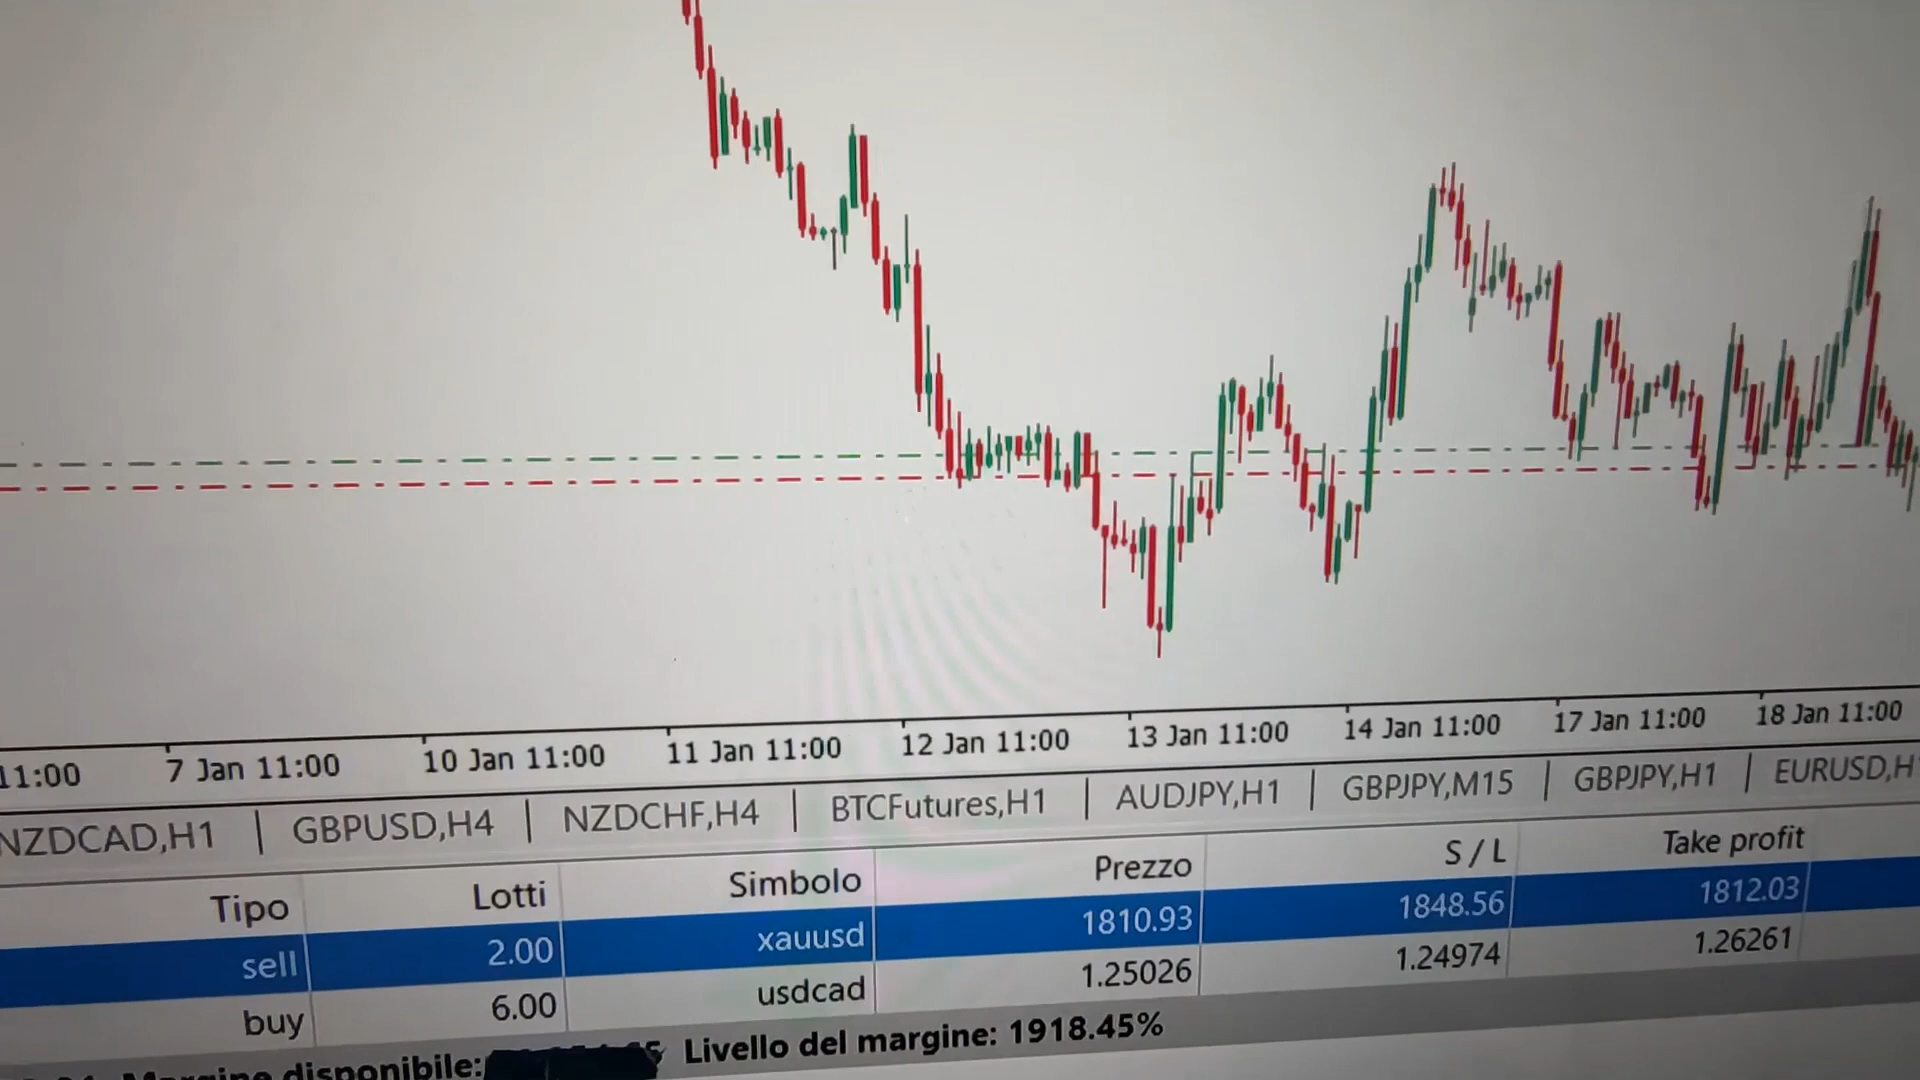 11:00 7 Jan 11:00 10 Jan 11:00 11 Jan 11:00 12 Jan 11:00 13 Jan 11:00 14 Jan 11:00 17 Jan 11:00 18 Jan 11:00
NZDCAD,H1 | GBPUSD,H4 | NZDCHF,H4 | BTCFutures,H1 | AUDJPY,H1 | GBPJPY,M15 | GBPJPY,H1 | EURUSD,H1
Tipo Lotti Simbolo Prezzo S / L Take profit
sell 2.00 xauusd 1810.93 1848.56 1812.03
buy 6.00 usdcad 1.25026 1.24974 1.26261
Margine disponibile: Livello del margine: 1918.45%